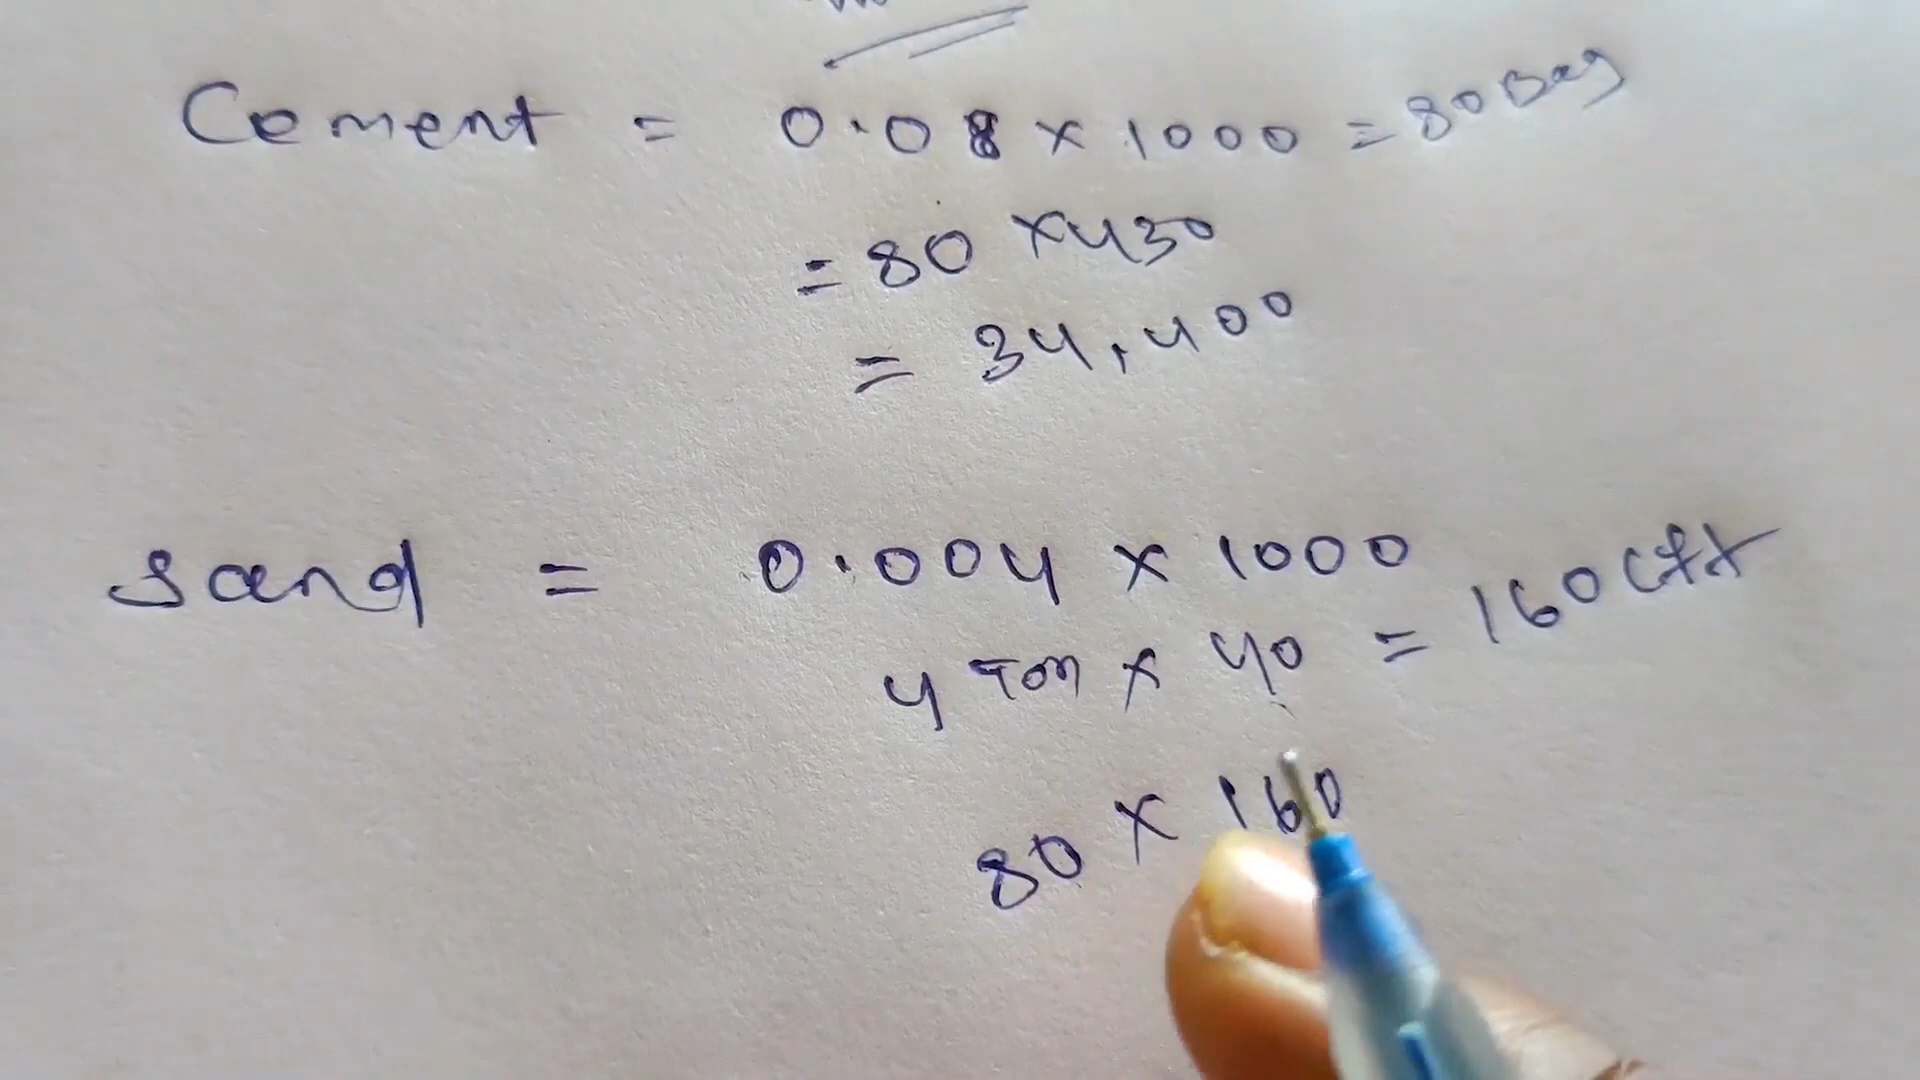 Cement = 0.08 × 1000 = 80 Bag
= 80 × 430
= 34,400
Sand = 0.004 × 1000
4 Ton × 40 = 160 Cft
80 × 160